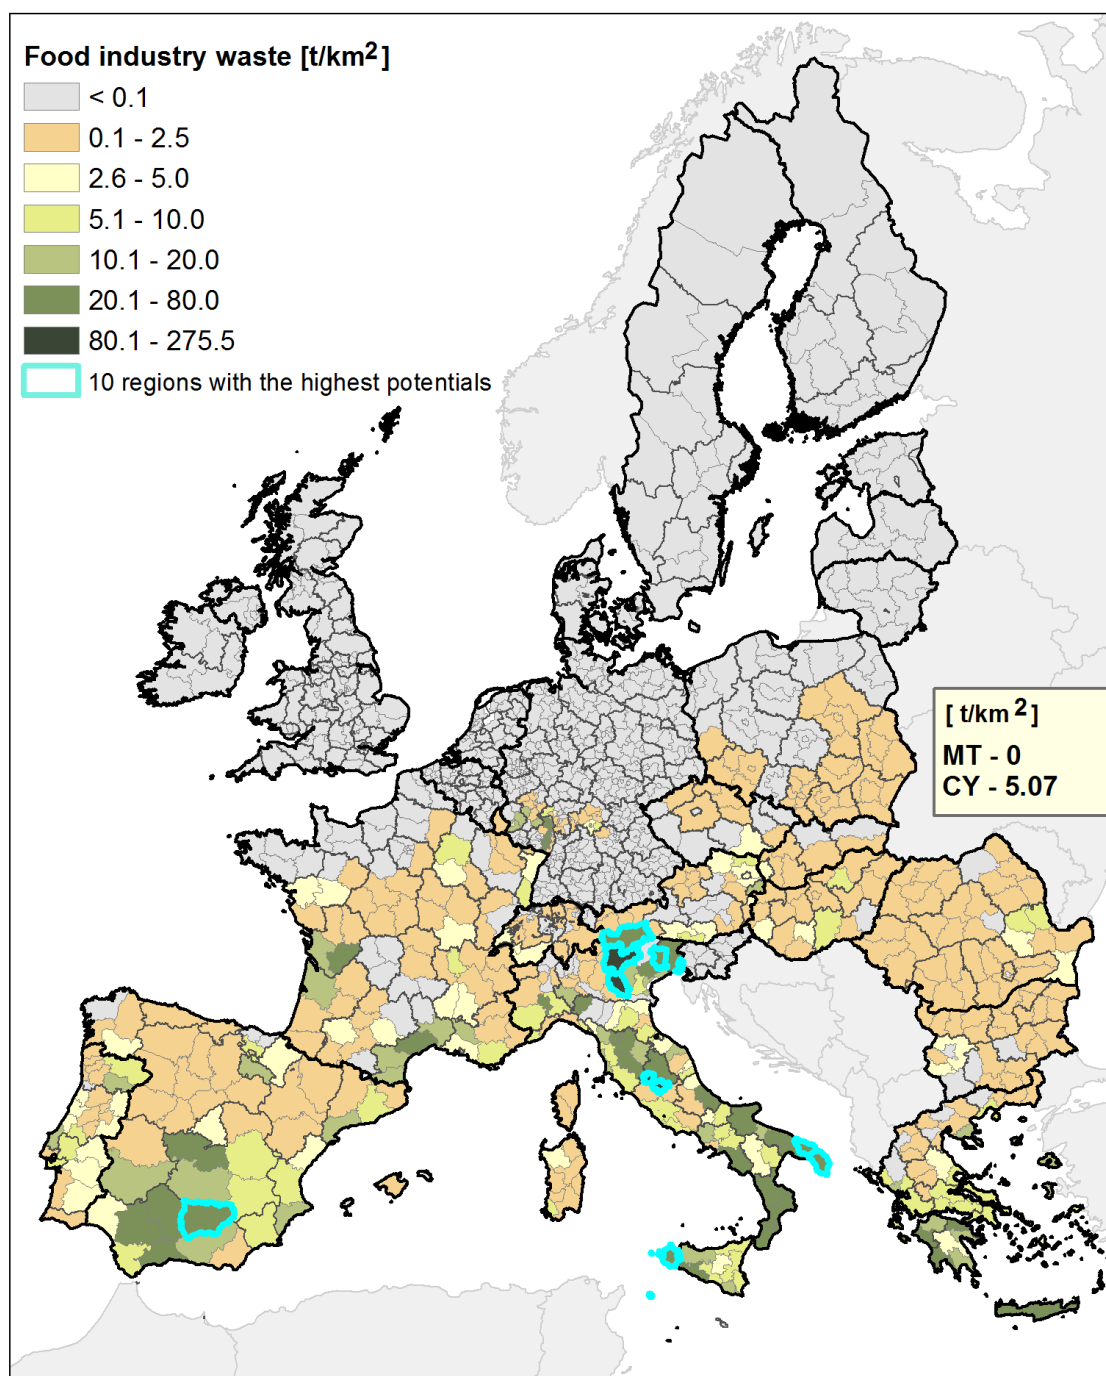 Food industry waste [t/km2]
< 0.1
0.1 - 2.5
2.6 - 5.0
5.1 - 10.0
10.1 - 20.0
20.1 - 80.0
80.1 - 275.5
10 regions with the highest potentials
[ t/km2]
MT - 0
CY - 5.07